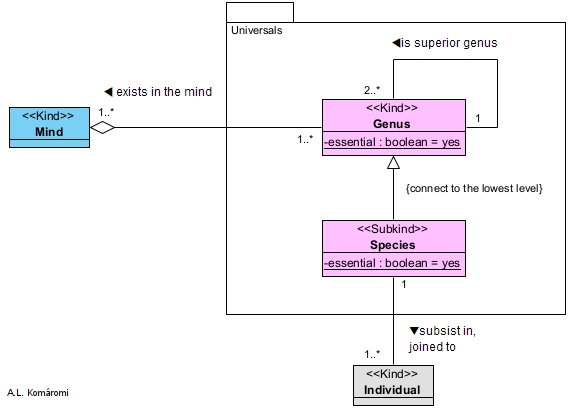 Universals
◀is superior genus
2..*
1
◀ exists in the mind
1..*
1..*
<<Kind>>
Mind
<<Kind>>
Genus
-essential : boolean = yes
{connect to the lowest level}
<<Subkind>>
Species
-essential : boolean = yes
1
▼subsist in,
joined to
1..*
<<Kind>>
Individual
A.L. Komáromi